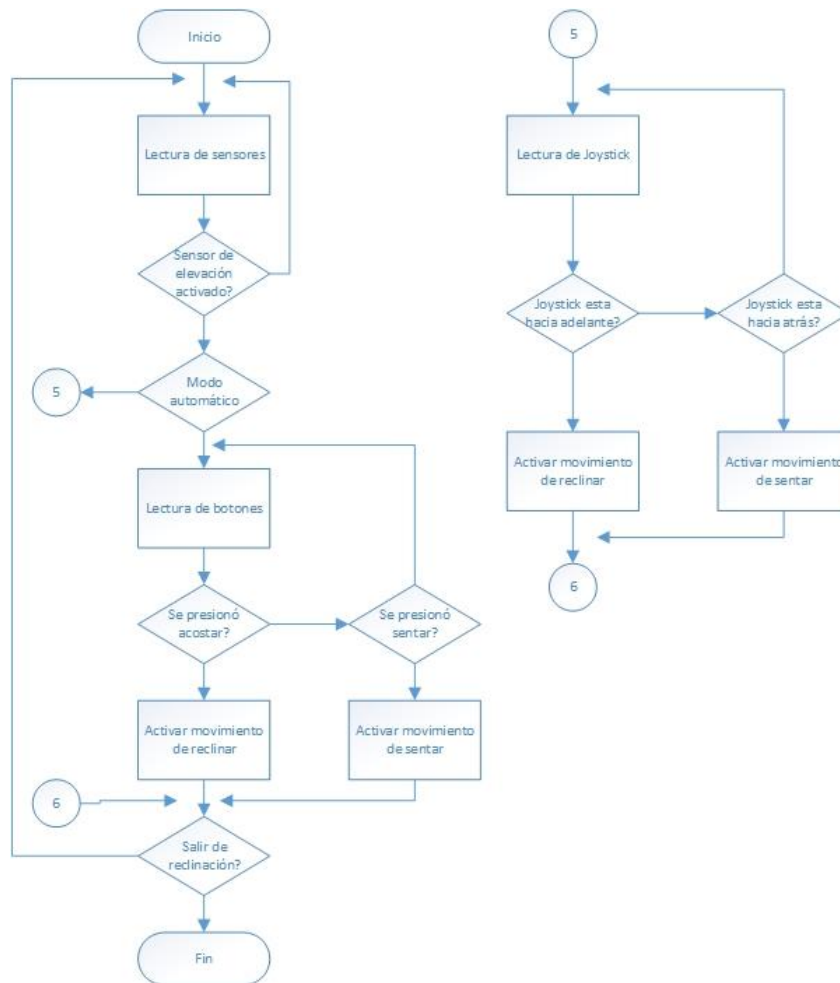 Inicio
Lectura de sensores
Sensor de
elevación
activado?
5
Modo
automático
Lectura de botones
Se presionó
acostar?
Se presionó
sentar?
Activar movimiento
de reclinar
Activar movimiento
de sentar
6
Salir de
reclinación?
Fin
5
Lectura de Joystick
Joystick esta
hacia adelante?
Joystick esta
hacia atrás?
Activar movimiento
de reclinar
Activar movimiento
de sentar
6